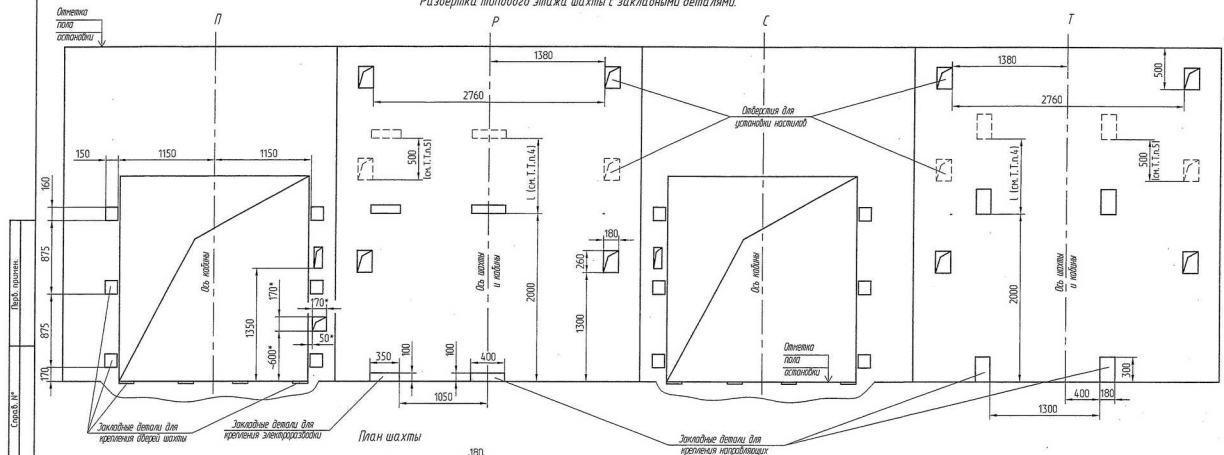 Развертка типового этажа шахты с закладными деталями.
Отметка
пола
остановки
П
Р
С
Т
1380
2760
Отверстия для
установки настилов
1380
2760
500
150
1150
1150
160
875
875
170
Ось кабины
1350
170*
~600*
170*
50*
500
(см.Т.Т.п.5)
L (см.Т.Т.п.4)
Ось шахты
и кабины
2000
180
260
1300
350
100
100
400
1050
Ось кабины
Отметка
пола
остановки
L (см.Т.Т.п.4)
500
(см.Т.Т.п.5)
2000
Ось шахты
и кабины
300
400
180
1300
Закладные детали для
крепления дверей шахты
Закладные детали для
крепления электроразводки
План шахты
Закладные детали для
крепления направляющих
180
Перв. примен.
Справ. №